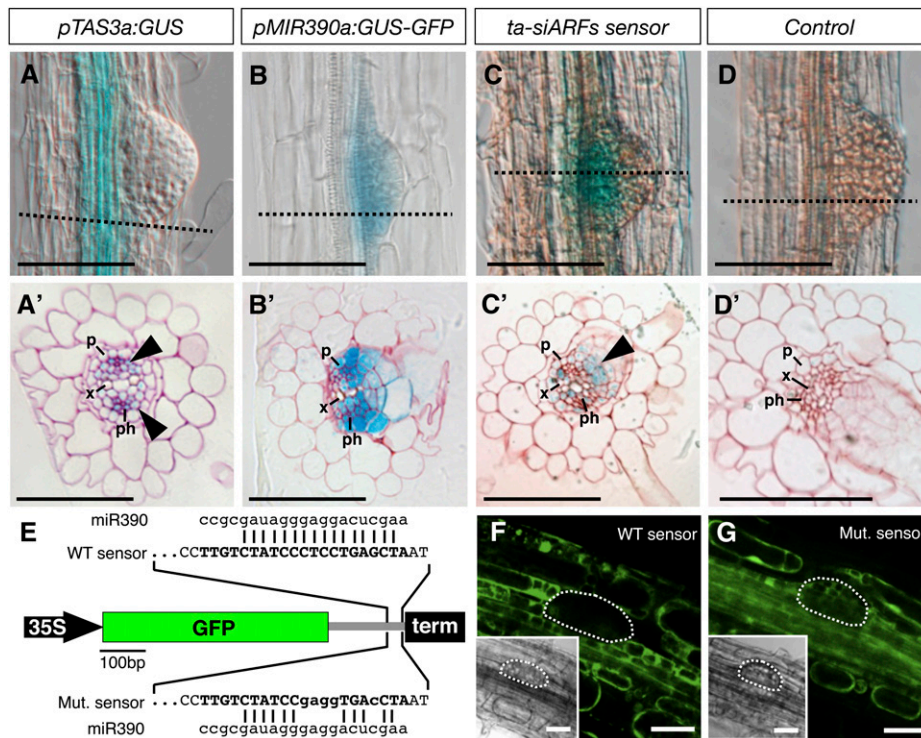 pTAS3a:GUS
pMIR390a:GUS-GFP
ta-siARFs sensor
Control
A
B
C
D
A'
p
x
ph
B'
p
x
ph
C'
p
x
ph
D'
p
x
ph
E
miR390 ccgcgauagggaggacucgaa
WT sensor ...CCTTGTCTATCCCTCCTGAGCTAAT
35S GFP term
100bp
Mut. sensor ...CCTTGTCTATCCgaggTGAcCTAAT
miR390 ccgcgauagggaggacucgaa
F WT sensor
G Mut. sensor